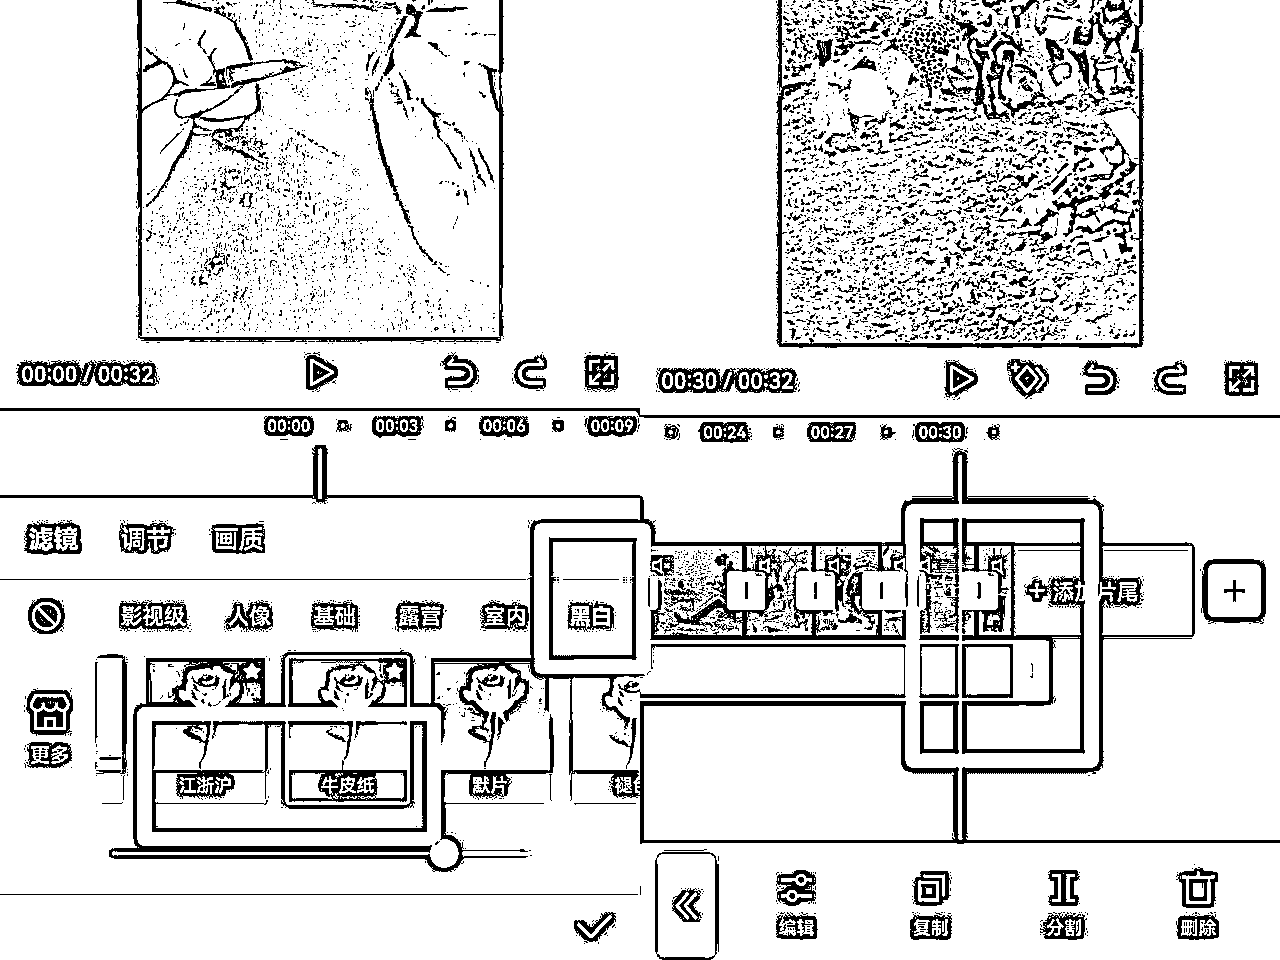 00:00 / 00:32
00:00
00:03
00:06
00:09
滤镜
调节
画质
影视级
人像
基础
露营
室内
黑白
更多
江浙沪
牛皮纸
默片
褪
00:30 / 00:32
00:24
00:27
00:30
+ 添加片尾
编辑
复制
分割
删除